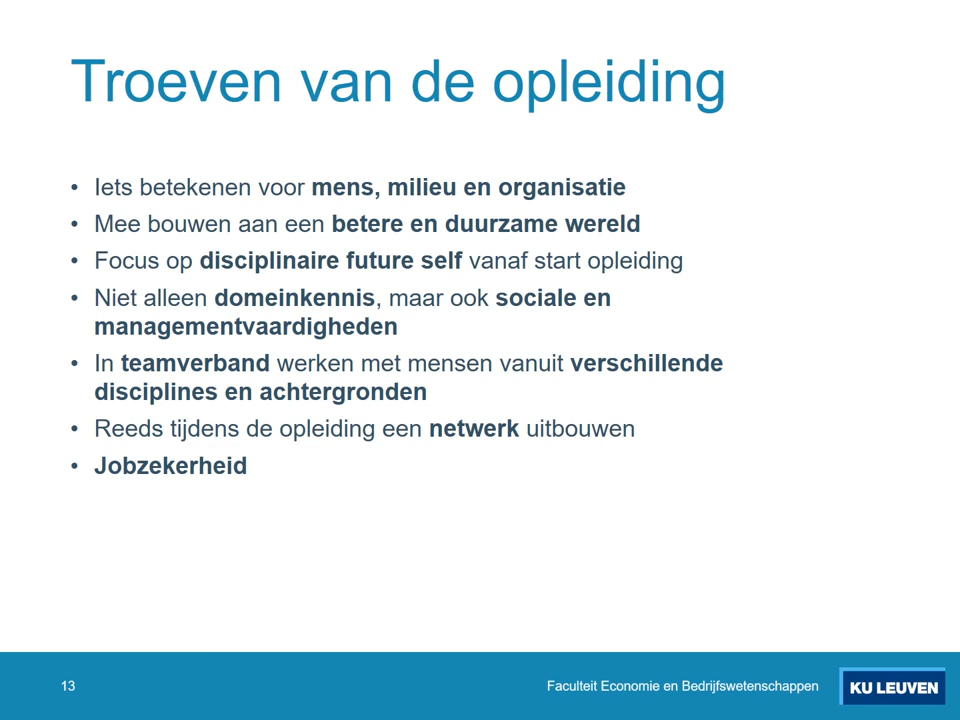 Troeven van de opleiding
• Iets betekenen voor mens, milieu en organisatie
• Mee bouwen aan een betere en duurzame wereld
• Focus op disciplinaire future self vanaf start opleiding
• Niet alleen domeinkennis, maar ook sociale en
managementvaardigheden
• In teamverband werken met mensen vanuit verschillende
disciplines en achtergronden
• Reeds tijdens de opleiding een netwerk uitbouwen
• Jobzekerheid
13
Faculteit Economie en Bedrijfswetenschappen
KU LEUVEN